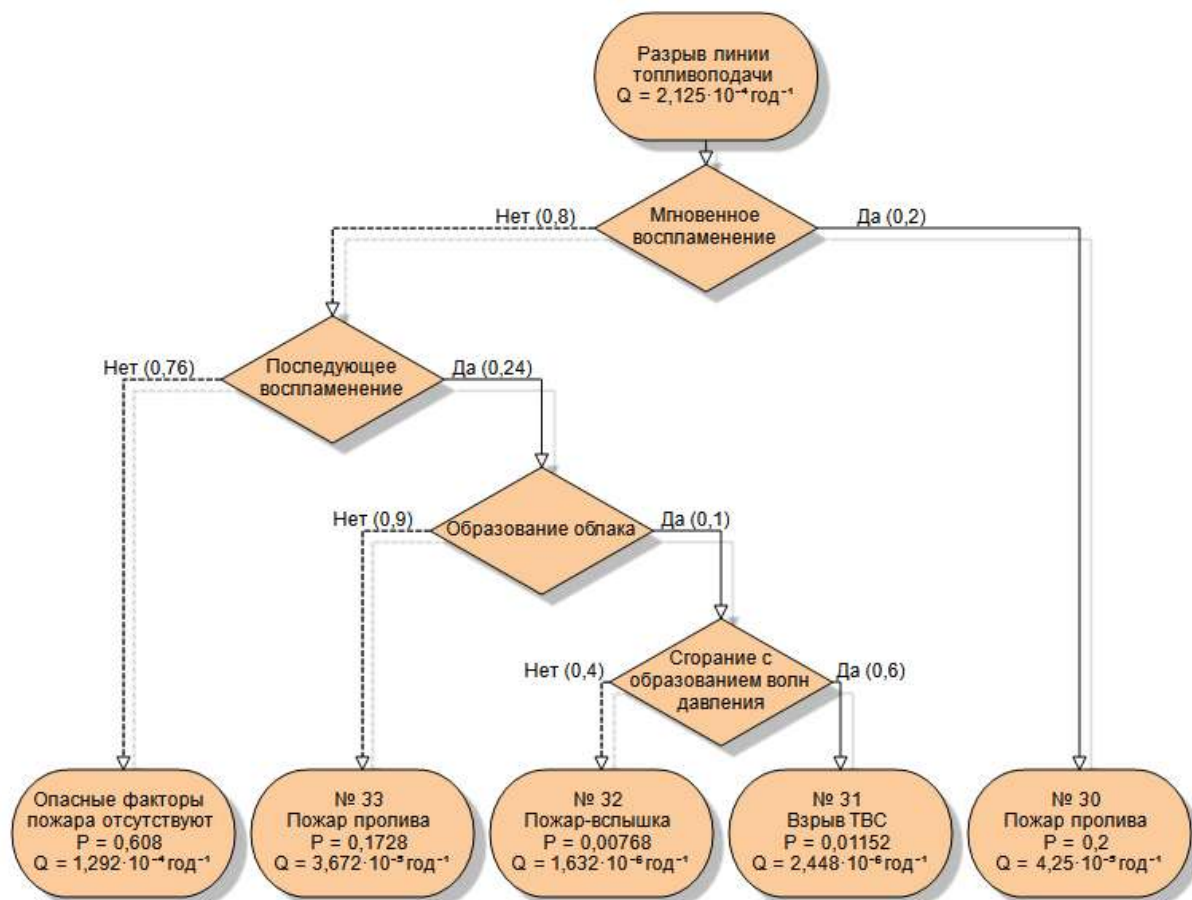 Разрыв линии
топливоподачи
Q = 2,125·10⁻⁴ год⁻¹
Нет (0,8)
Мгновенное
воспламенение
Да (0,2)
Нет (0,76)
Последующее
воспламенение
Да (0,24)
Нет (0,9)
Образование облака
Да (0,1)
Нет (0,4)
Сгорание с
образованием волн
давления
Да (0,6)
Опасные факторы
пожара отсутствуют
P = 0,608
Q = 1,292·10⁻⁴ год⁻¹
№ 33
Пожар пролива
P = 0,1728
Q = 3,672·10⁻⁵ год⁻¹
№ 32
Пожар-вспышка
P = 0,00768
Q = 1,632·10⁻⁶ год⁻¹
№ 31
Взрыв ТВС
P = 0,01152
Q = 2,448·10⁻⁶ год⁻¹
№ 30
Пожар пролива
P = 0,2
Q = 4,25·10⁻⁵ год⁻¹